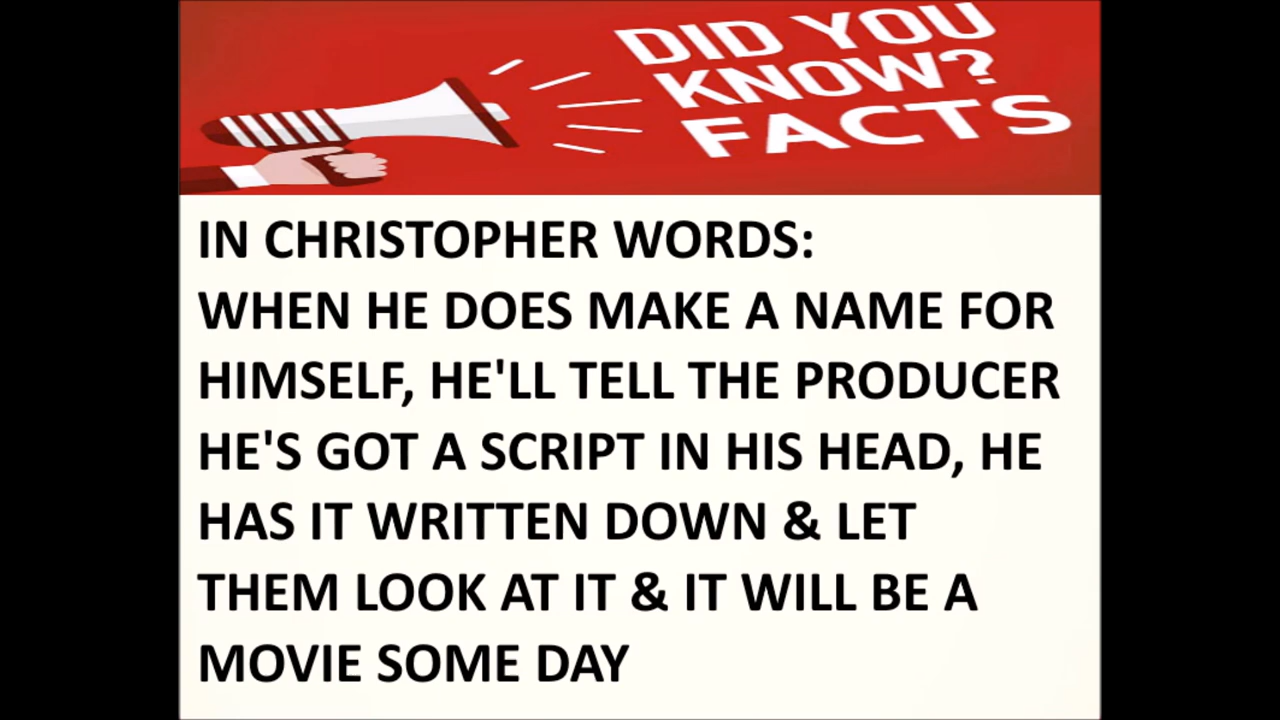 DID YOU
KNOW?
FACTS
IN CHRISTOPHER WORDS:
WHEN HE DOES MAKE A NAME FOR
HIMSELF, HE'LL TELL THE PRODUCER
HE'S GOT A SCRIPT IN HIS HEAD, HE
HAS IT WRITTEN DOWN & LET
THEM LOOK AT IT & IT WILL BE A
MOVIE SOME DAY